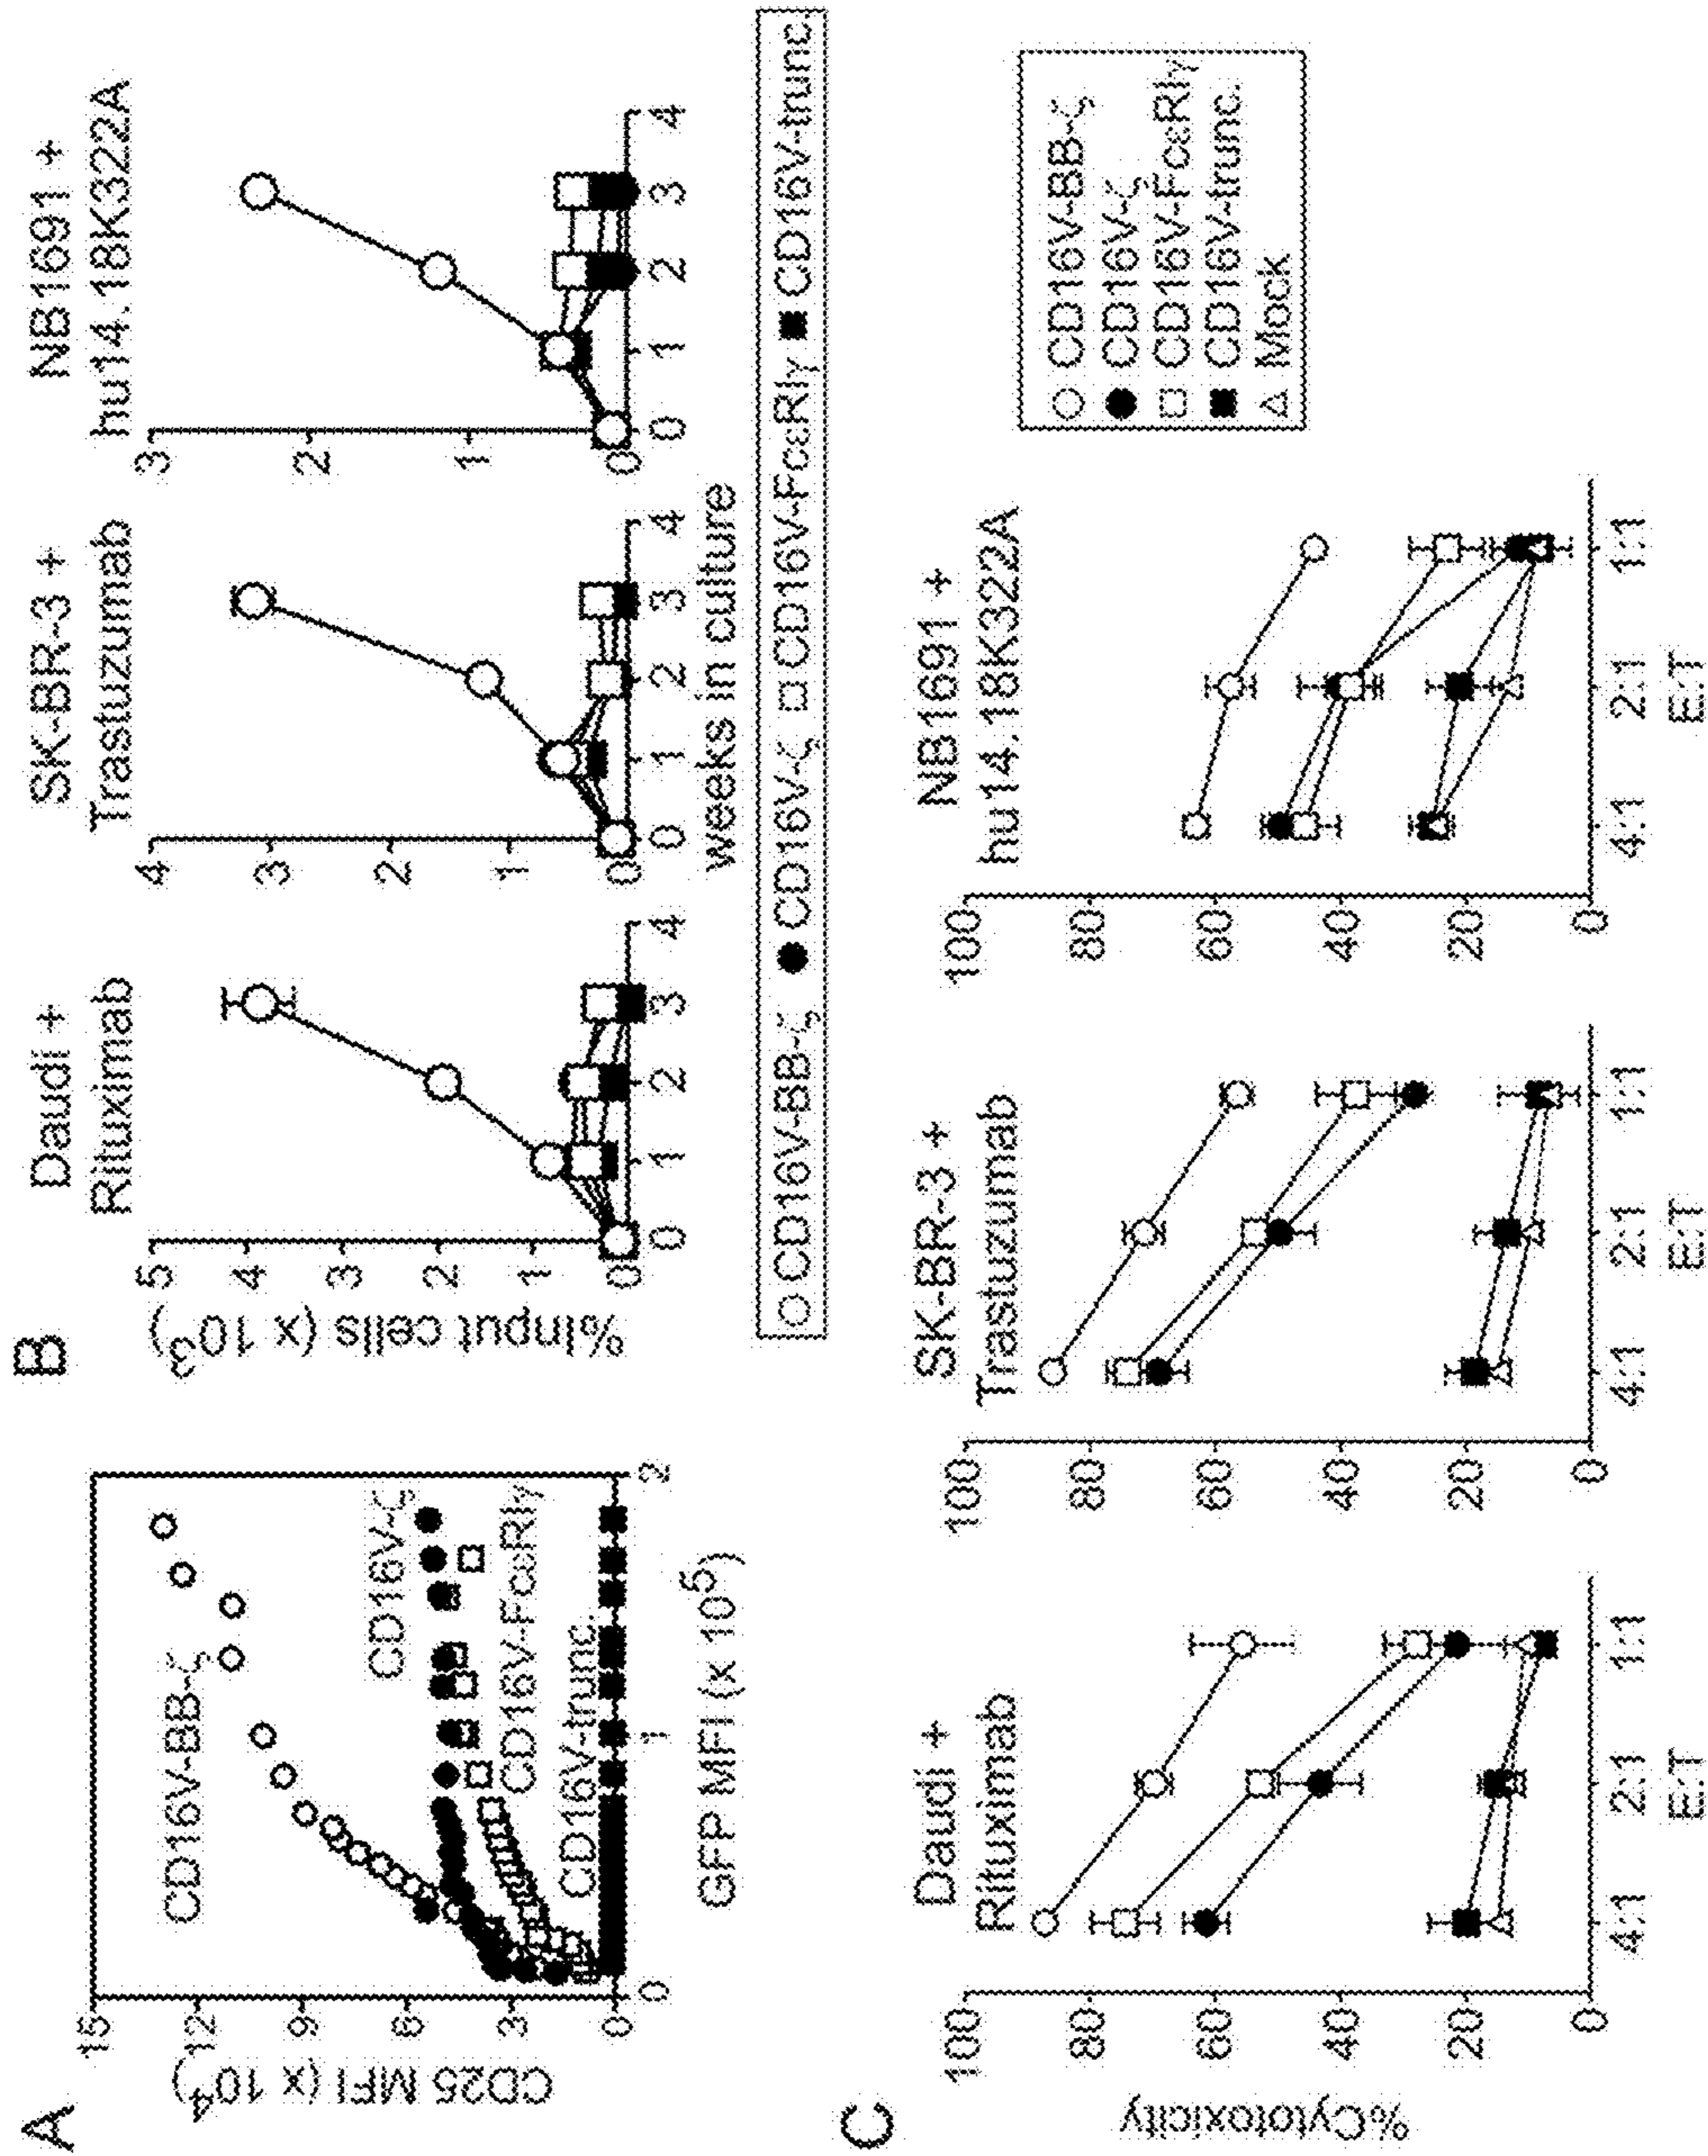 A
CD25 MFI (x 10⁴)
15
12
9
6
3
0
CD16V-BB-ζ
CD16V-ζ
CD16V-FcεRIγ
CD16V-trunc.
0
1
2
GFP MFI (x 10⁵)
B
%Input cells (x 10³)
Daudi +
Rituximab
5
4
3
2
1
0
0 1 2 3 4
SK-BR-3 +
Trastuzumab
4
3
2
1
0
0 1 2 3 4
weeks in culture
NB1691 +
hu14.18K322A
3
2
1
0
0 1 2 3 4
CD16V-BB-ζ CD16V-ζ CD16V-FcεRIγ CD16V-trunc.
C
%Cytotoxicity
Daudi +
Rituximab
100
80
60
40
20
0
4:1 2:1 1:1
E:T
SK-BR-3 +
Trastuzumab
100
80
60
40
20
0
4:1 2:1 1:1
E:T
NB1691 +
hu14.18K322A
100
80
60
40
20
0
4:1 2:1 1:1
E:T
CD16V-BB-ζ
CD16V-ζ
CD16V-FcεRIγ
CD16V-trunc.
Mock